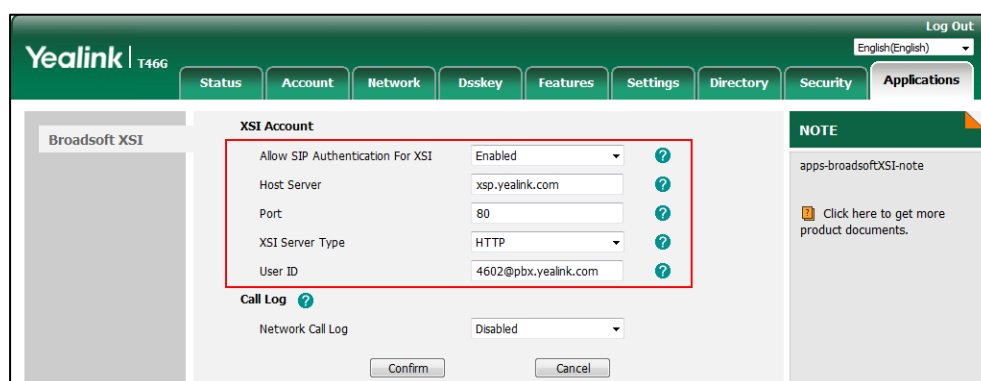 Log Out
Yealink T46G
English(English)
Status Account Network Dsskey Features Settings Directory Security Applications
Broadsoft XSI
XSI Account
Allow SIP Authentication For XSI Enabled ?
Host Server xsp.yealink.com ?
Port 80 ?
XSI Server Type HTTP ?
User ID 4602@pbx.yealink.com ?
Call Log ?
Network Call Log Disabled
Confirm Cancel
NOTE
apps-broadsoftXSI-note
? Click here to get more
product documents.